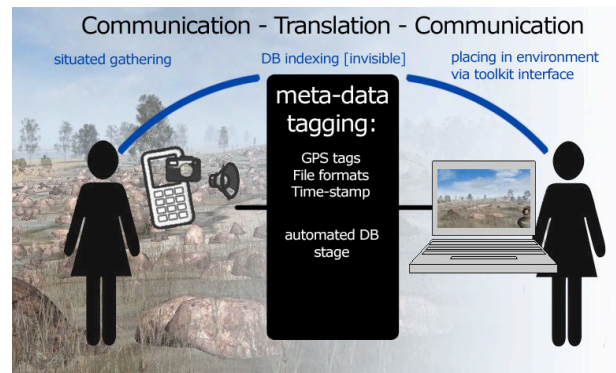 Communication - Translation - Communication
situated gathering
DB indexing [invisible]
placing in environment
via toolkit interface
meta-data
tagging:
GPS tags
File formats
Time-stamp
automated DB
stage